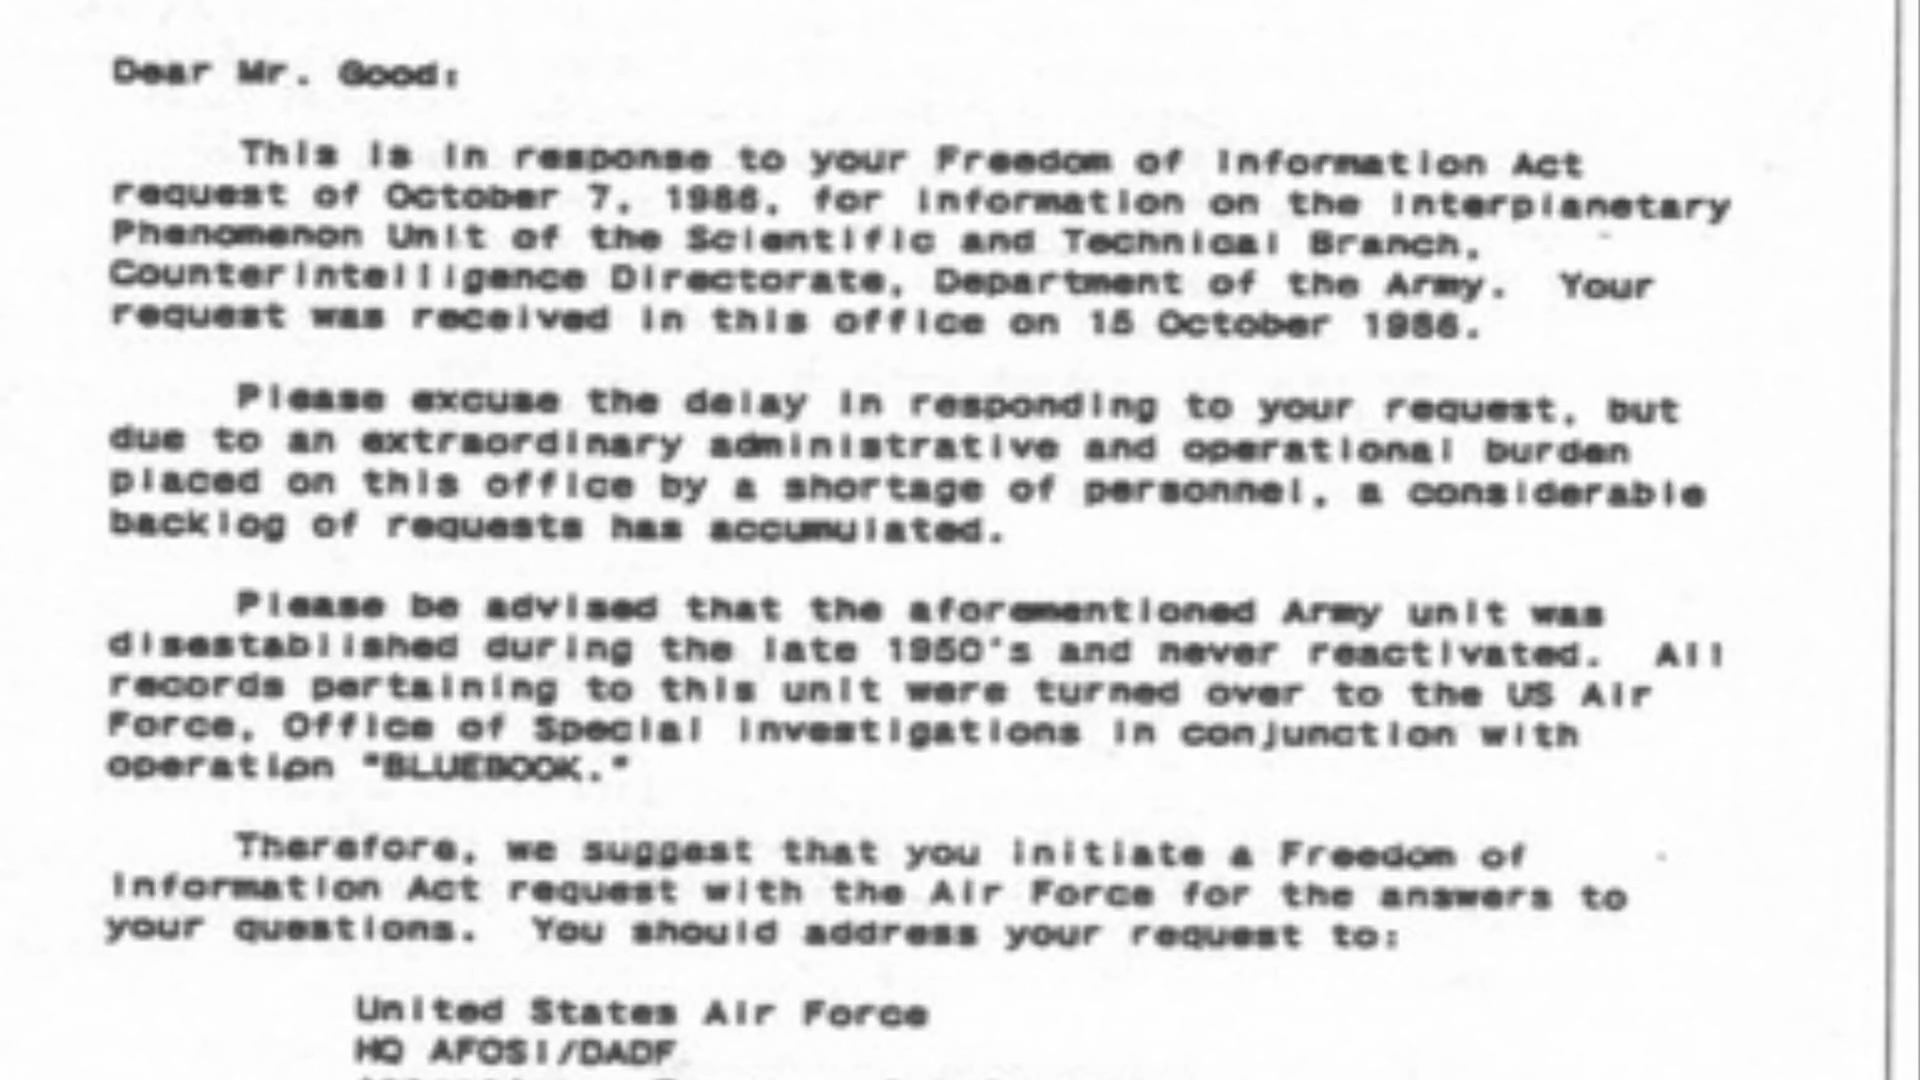 Dear Mr. Good:
This is in response to your Freedom of Information Act
request of October 7, 1986, for information on the Interplanetary
Phenomenon Unit of the Scientific and Technical Branch,
Counterintelligence Directorate, Department of the Army. Your
request was received in this office on 15 October 1986.
Please excuse the delay in responding to your request, but
due to an extraordinary administrative and operational burden
placed on this office by a shortage of personnel, a considerable
backlog of requests has accumulated.
Please be advised that the aforementioned Army unit was
disestablished during the late 1950's and never reactivated. All
records pertaining to this unit were turned over to the US Air
Force, Office of Special Investigations in conjunction with
operation "BLUEBOOK."
Therefore, we suggest that you initiate a Freedom of
Information Act request with the Air Force for the answers to
your questions. You should address your request to:
United States Air Force
HQ AFOSI/DADF